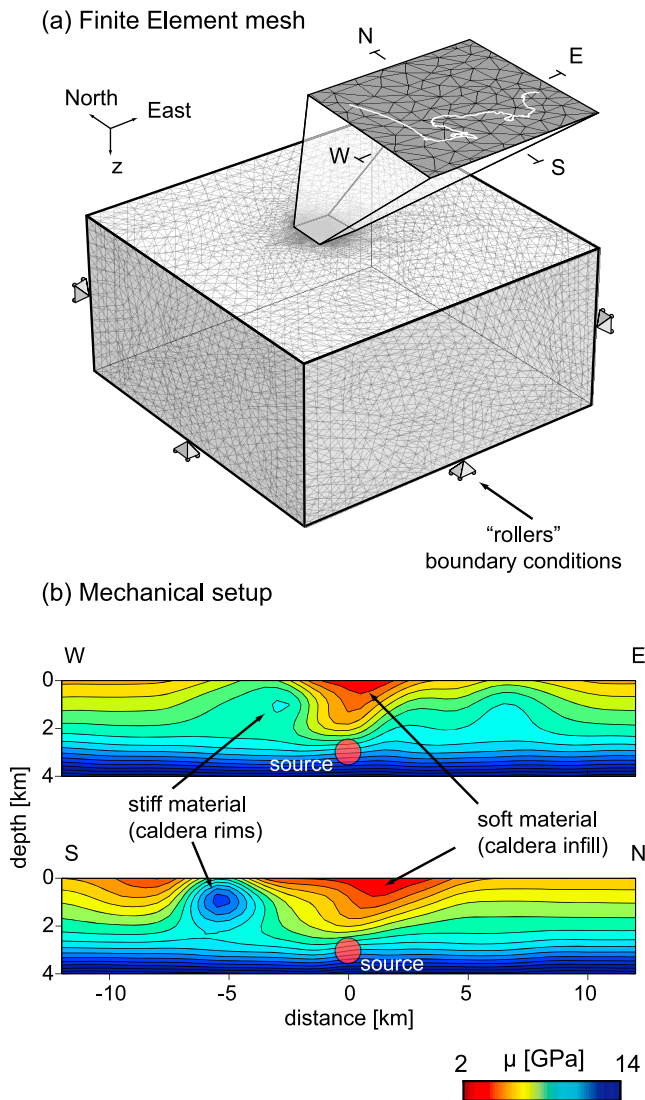 (a) Finite Element mesh
N
E
North
East
z
W
S
“rollers”
boundary conditions
(b) Mechanical setup
W
E
0
2
4
source
stiff material
(caldera rims)
soft material
(caldera infill)
depth [km]
S
N
0
2
4
source
-10
-5
0
5
10
distance [km]
2
μ [GPa]
14